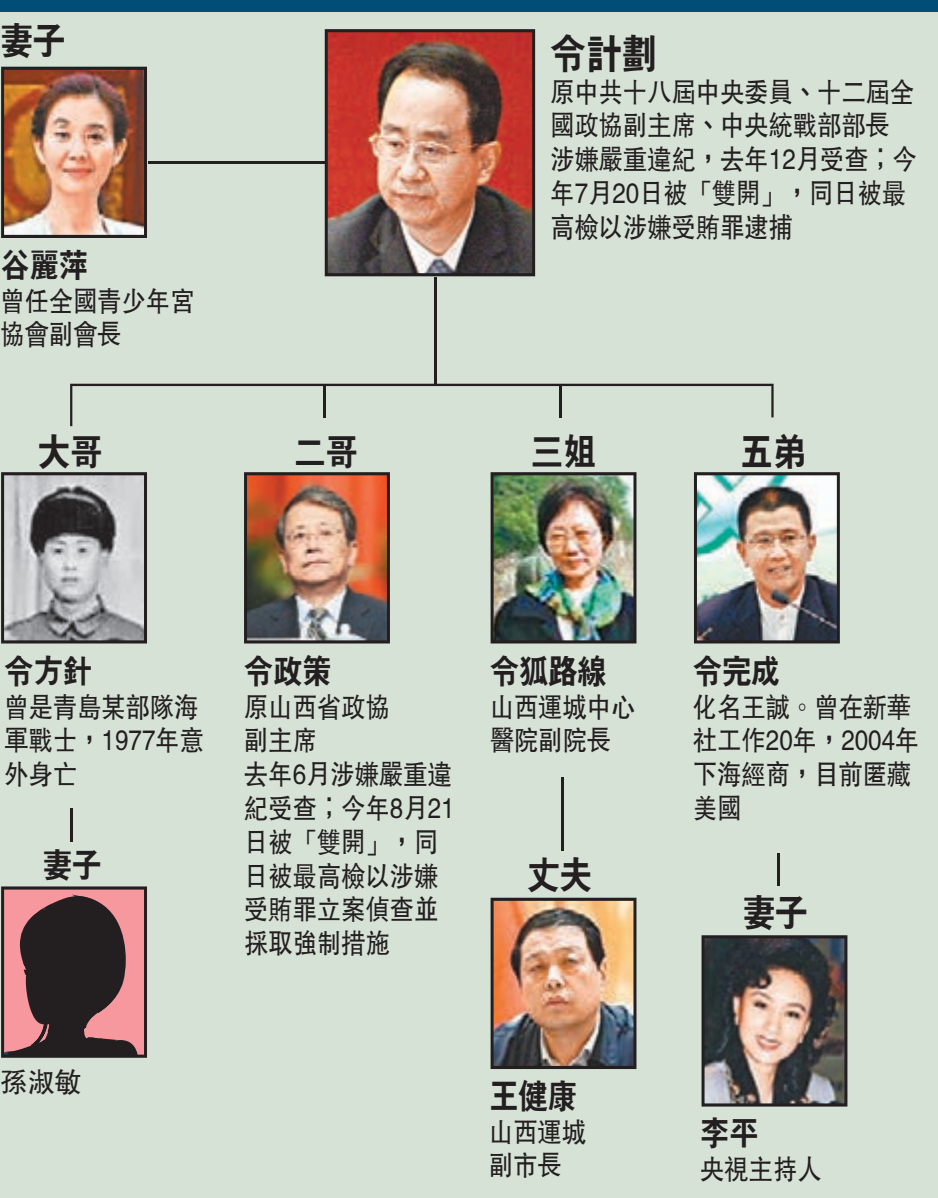 妻子
谷麗萍
曾任全國青少年宮
協會副會長
令計劃
原中共十八屆中央委員、十二屆全
國政協副主席、中央統戰部部長
涉嫌嚴重違紀，去年12月受查；今
年7月20日被「雙開」，同日被最
高檢以涉嫌受賄罪逮捕
大哥
令方針
曾是青島某部隊海
軍戰士，1977年意
外身亡
妻子
孫淑敏
二哥
令政策
原山西省政協
副主席
去年6月涉嫌嚴重違
紀受查；今年8月21
日被「雙開」，同
日被最高檢以涉嫌
受賄罪立案偵查並
採取強制措施
三姐
令狐路線
山西運城中心
醫院副院長
丈夫
王健康
山西運城
副市長
五弟
令完成
化名王誠。曾在新華
社工作20年，2004年
下海經商，目前匿藏
美國
妻子
李平
央視主持人